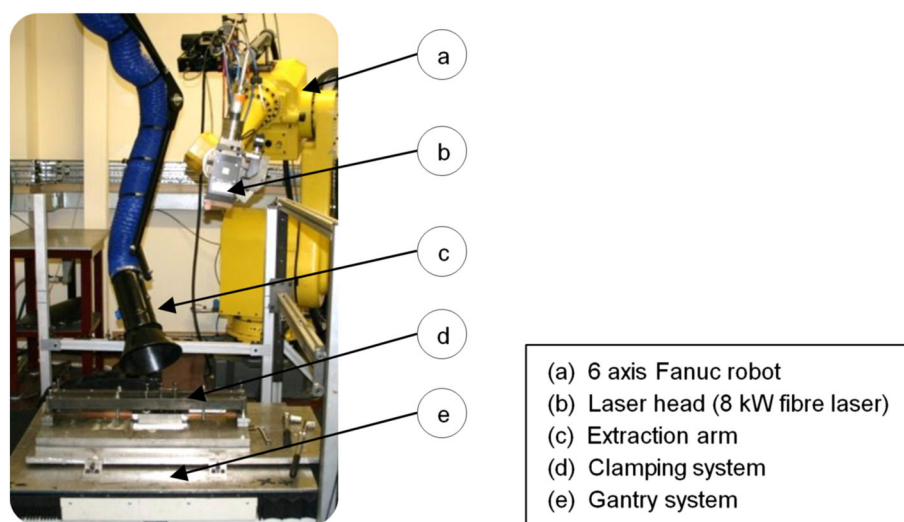 a
b
c
d
e
(a) 6 axis Fanuc robot
(b) Laser head (8 kW fibre laser)
(c) Extraction arm
(d) Clamping system
(e) Gantry system